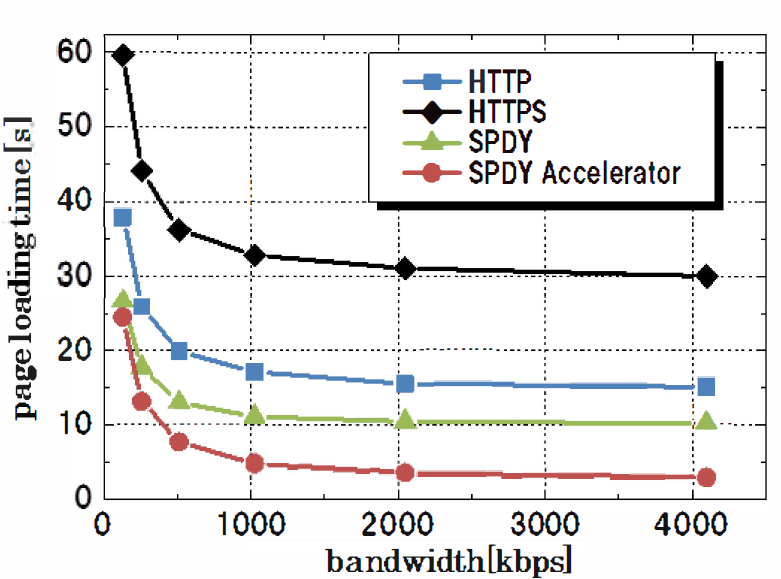 60
50
40
30
20
10
0
page loading time [s]
HTTP
HTTPS
SPDY
SPDY Accelerator
0 1000 2000 3000 4000
bandwidth[kbps]